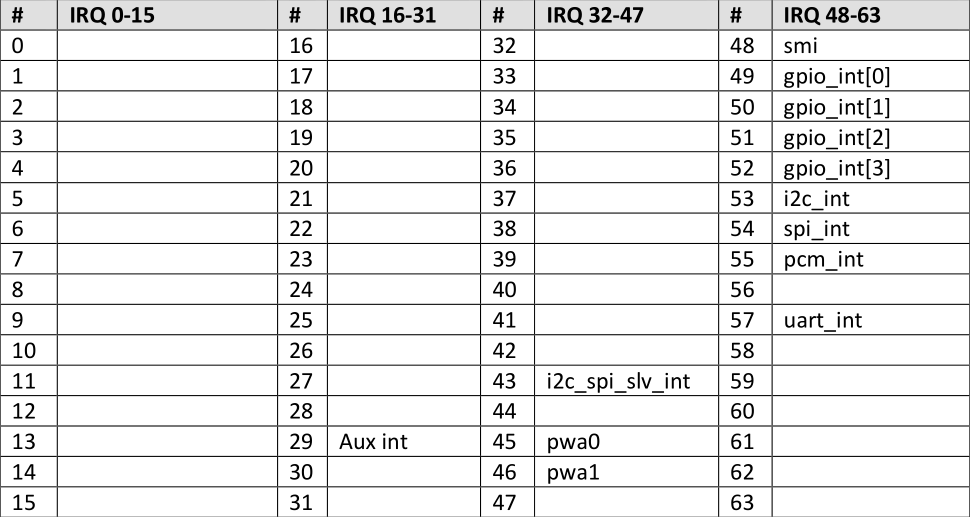 # IRQ 0-15 # IRQ 16-31 # IRQ 32-47 # IRQ 48-63
0 16 32 48 smi
1 17 33 49 gpio_int[0]
2 18 34 50 gpio_int[1]
3 19 35 51 gpio_int[2]
4 20 36 52 gpio_int[3]
5 21 37 53 i2c_int
6 22 38 54 spi_int
7 23 39 55 pcm_int
8 24 40 56
9 25 41 57 uart_int
10 26 42 58
11 27 43 i2c_spi_slv_int 59
12 28 44 60
13 29 Aux int 45 pwa0 61
14 30 46 pwa1 62
15 31 47 63